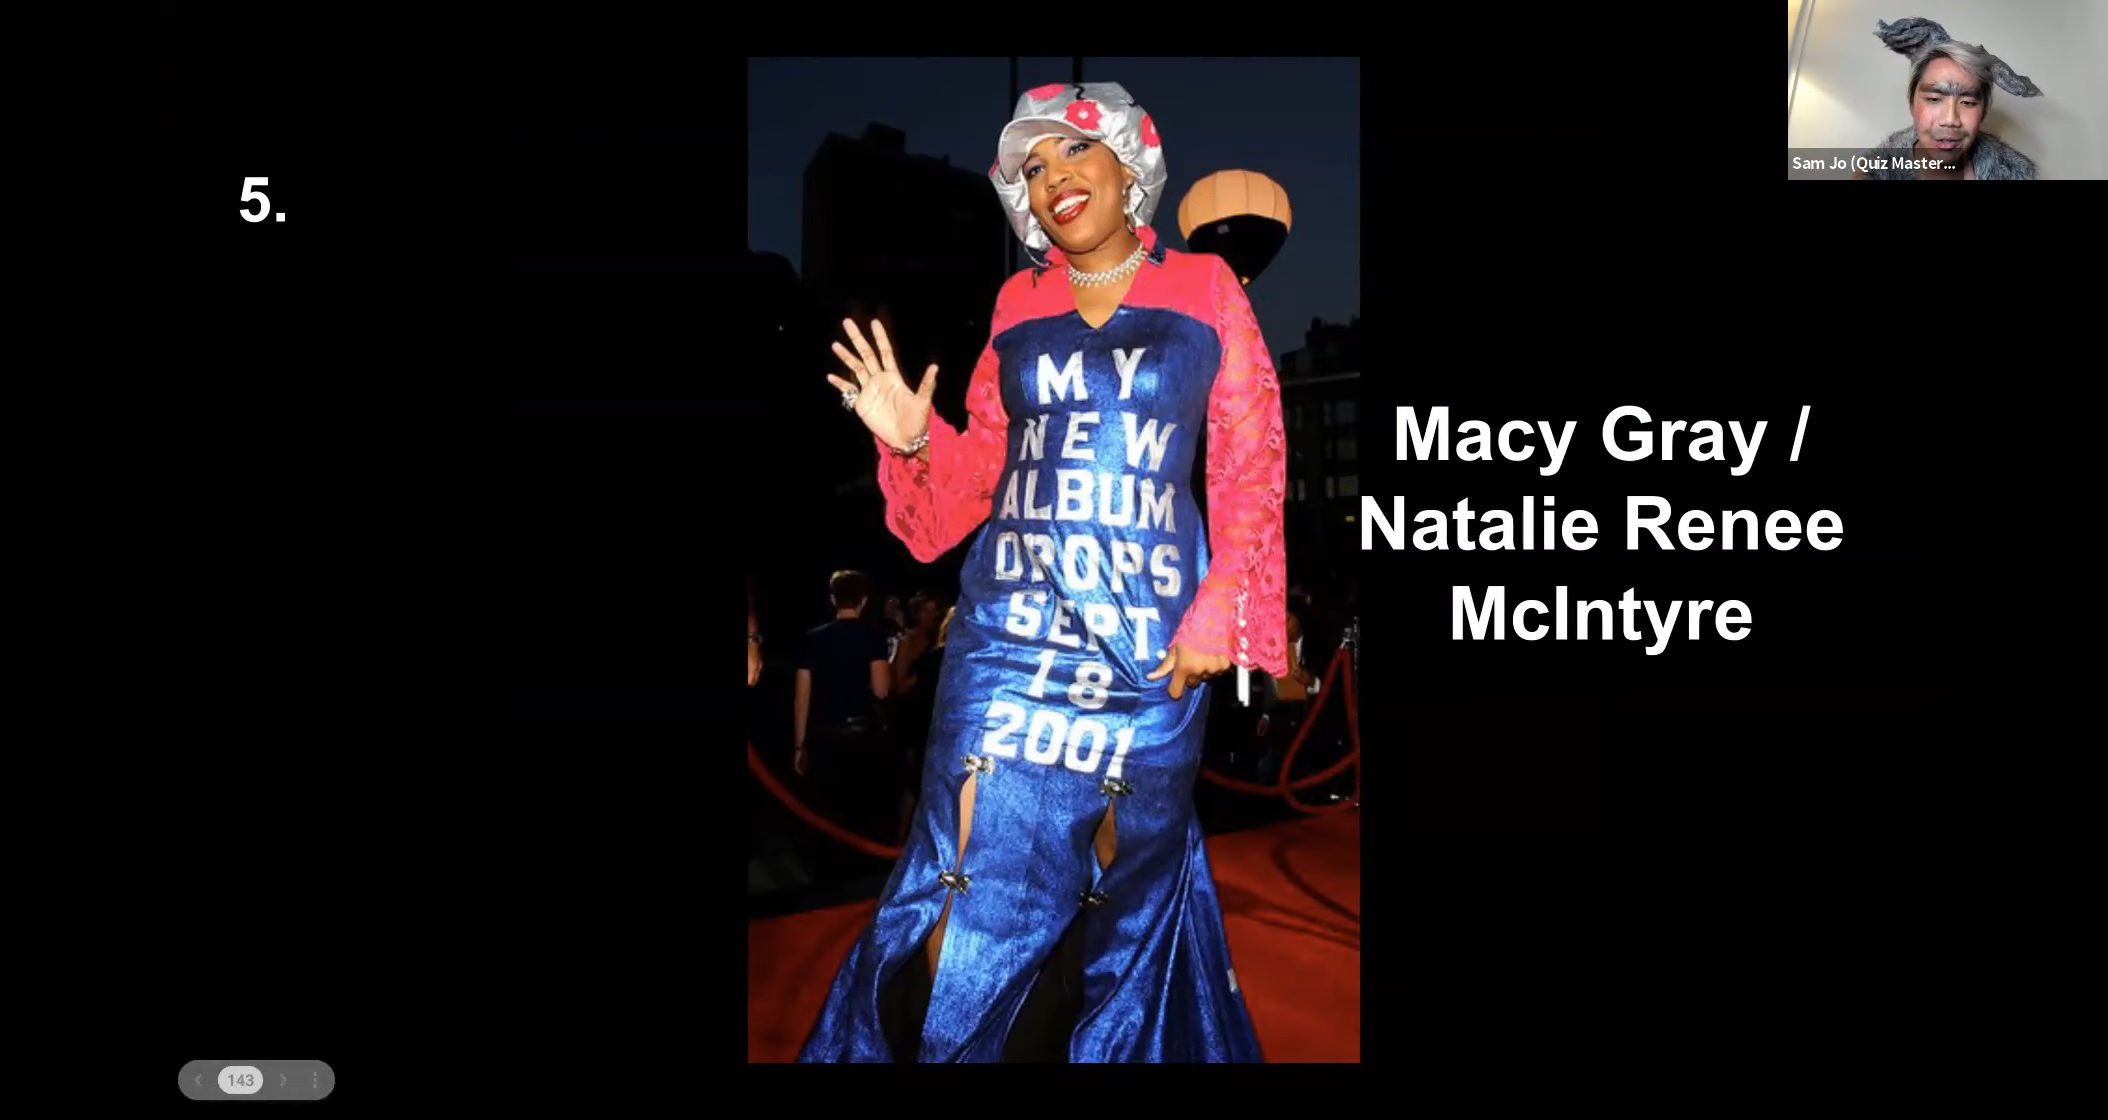 5.
MY
NEW
ALBUM
DROPS
SEPT.
18
2001
Macy Gray /
Natalie Renee
McIntyre
Sam Jo (Quiz Master...
143